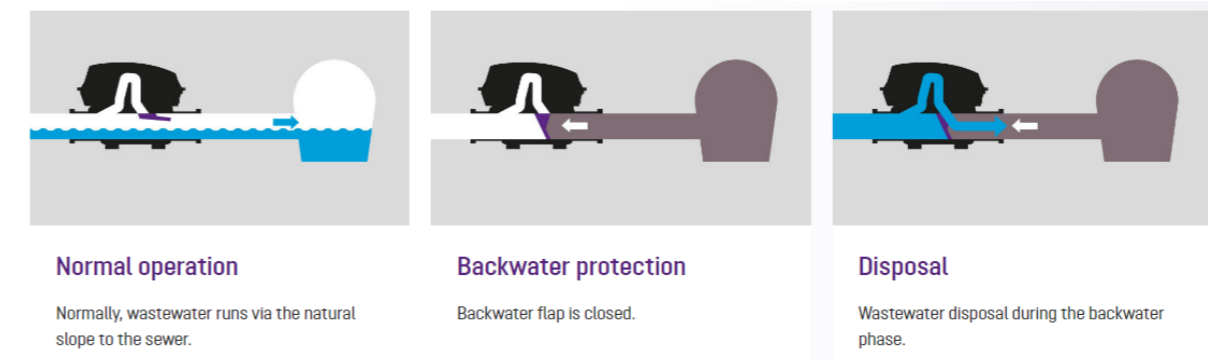 Normal operation
Normally, wastewater runs via the natural
slope to the sewer.
Backwater protection
Backwater flap is closed.
Disposal
Wastewater disposal during the backwater
phase.